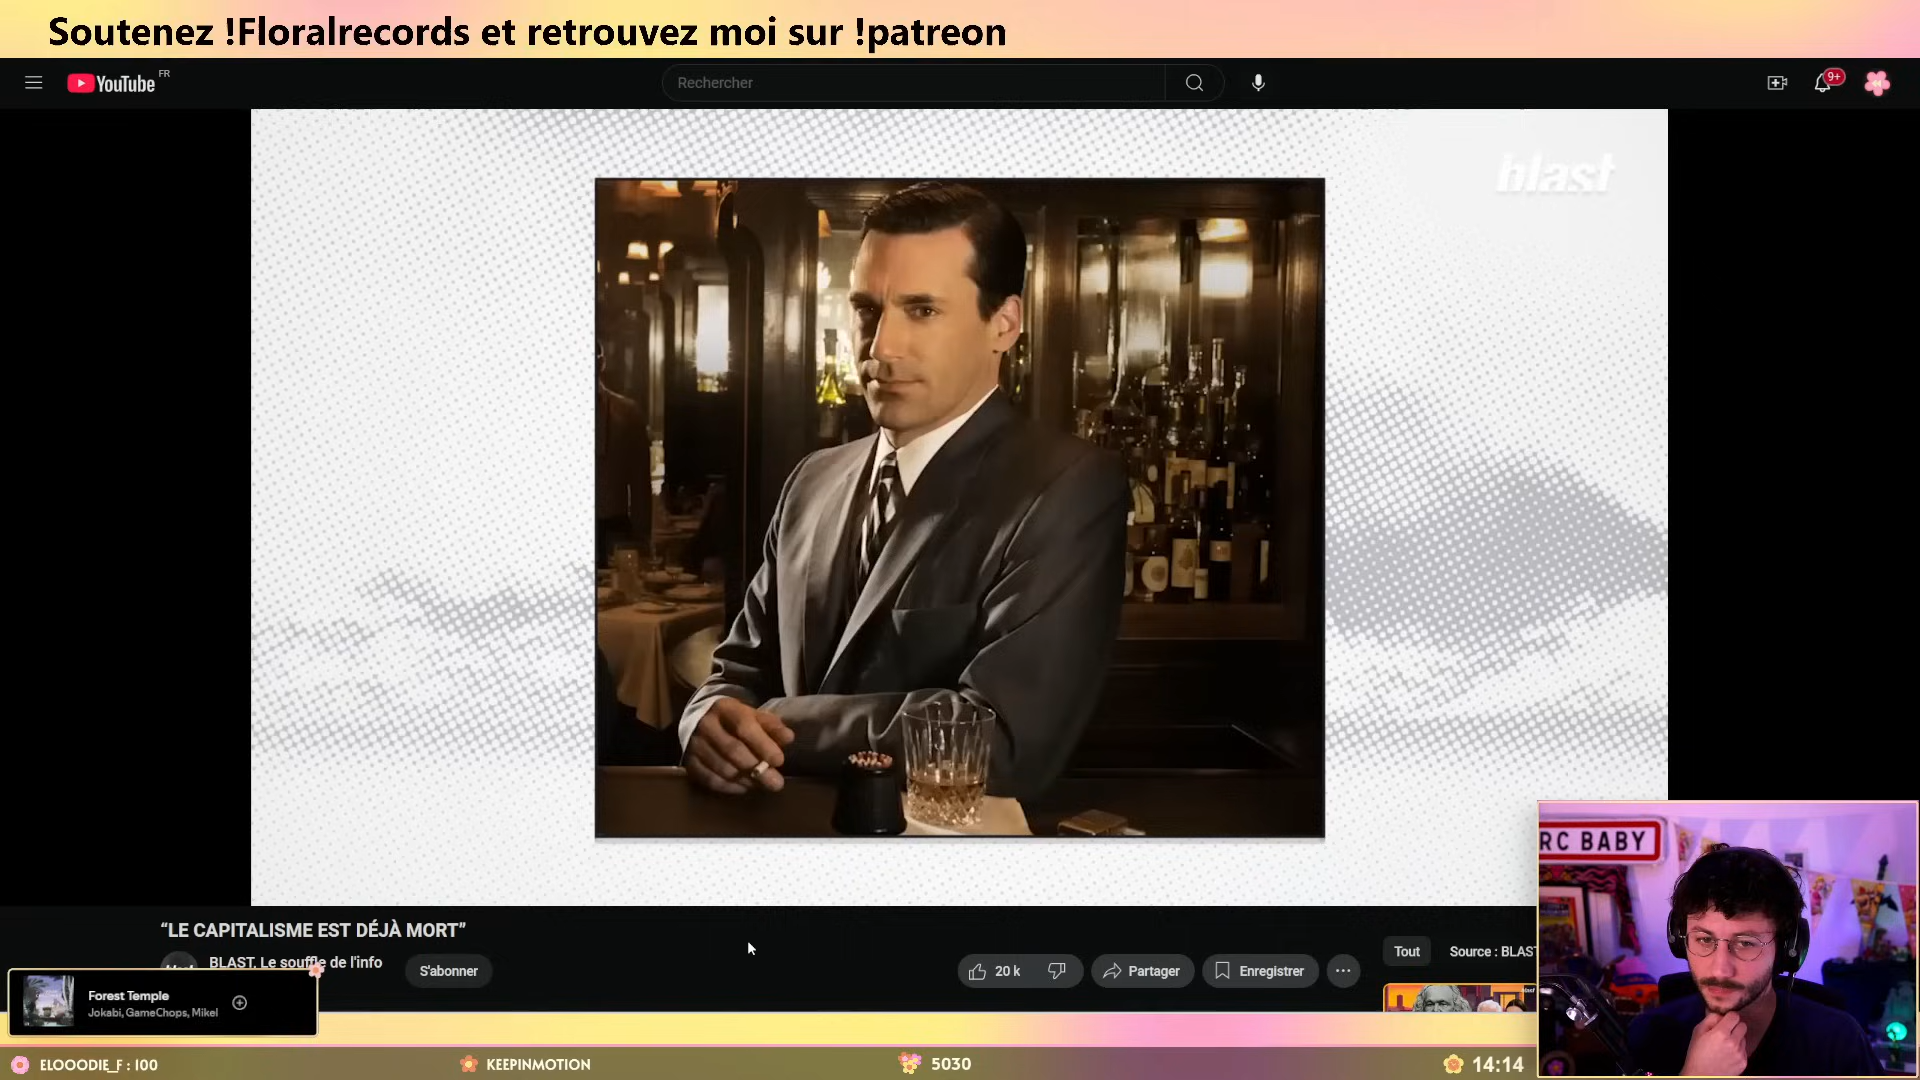 Soutenez !Floralrecords et retrouvez moi sur !patreon
YouTube FR
Rechercher
9+
blast
RC BABY
“LE CAPITALISME EST DÉJÀ MORT”
BLAST, Le souffle de l'info
S'abonner
20 k
Partager
Enregistrer
Tout
Source : BLAST
Forest Temple
Jokabi, GameChops, Mikel
ELOOODIE_F : 100
KEEPINMOTION
5030
14:14